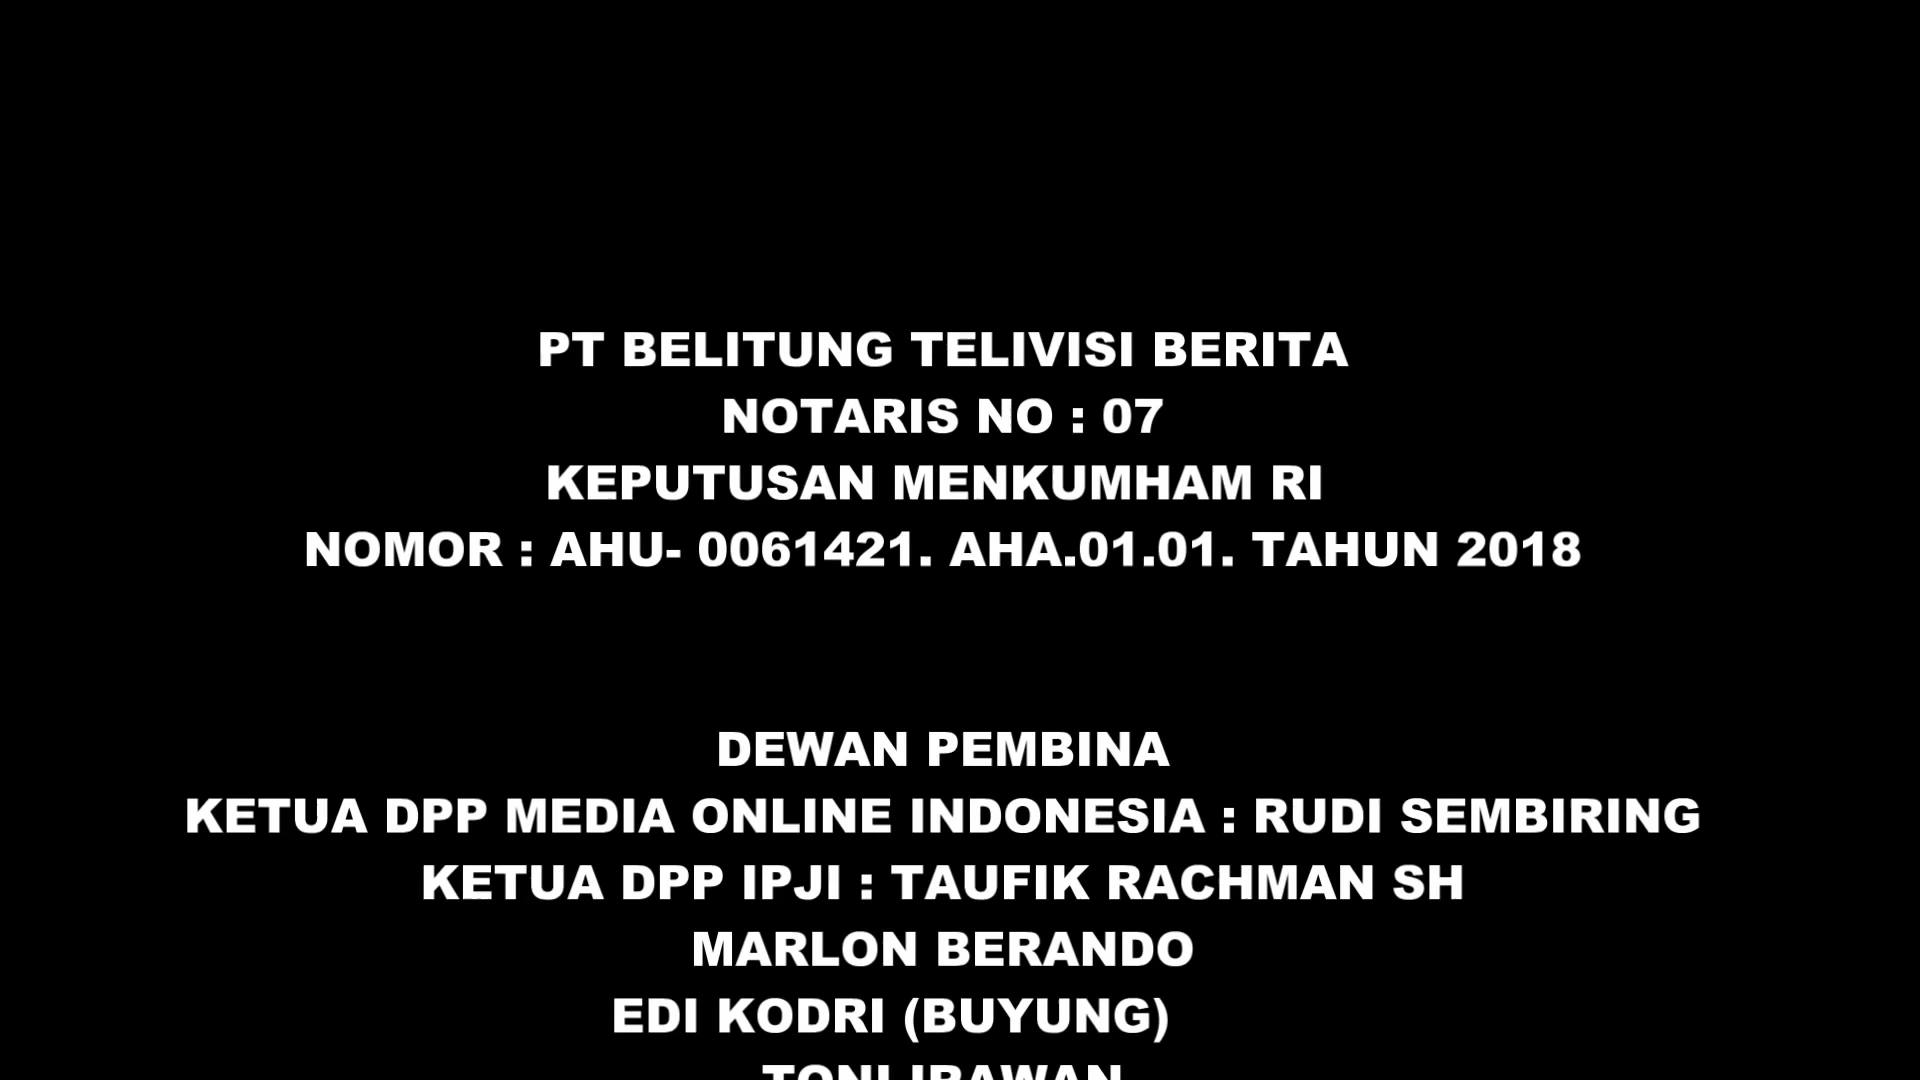 PT BELITUNG TELIVISI BERITA
NOTARIS NO : 07
KEPUTUSAN MENKUMHAM RI
NOMOR : AHU- 0061421. AHA.01.01. TAHUN 2018
DEWAN PEMBINA
KETUA DPP MEDIA ONLINE INDONESIA : RUDI SEMBIRING
KETUA DPP IPJI : TAUFIK RACHMAN SH
MARLON BERANDO
EDI KODRI (BUYUNG)
TONI IRAWAN